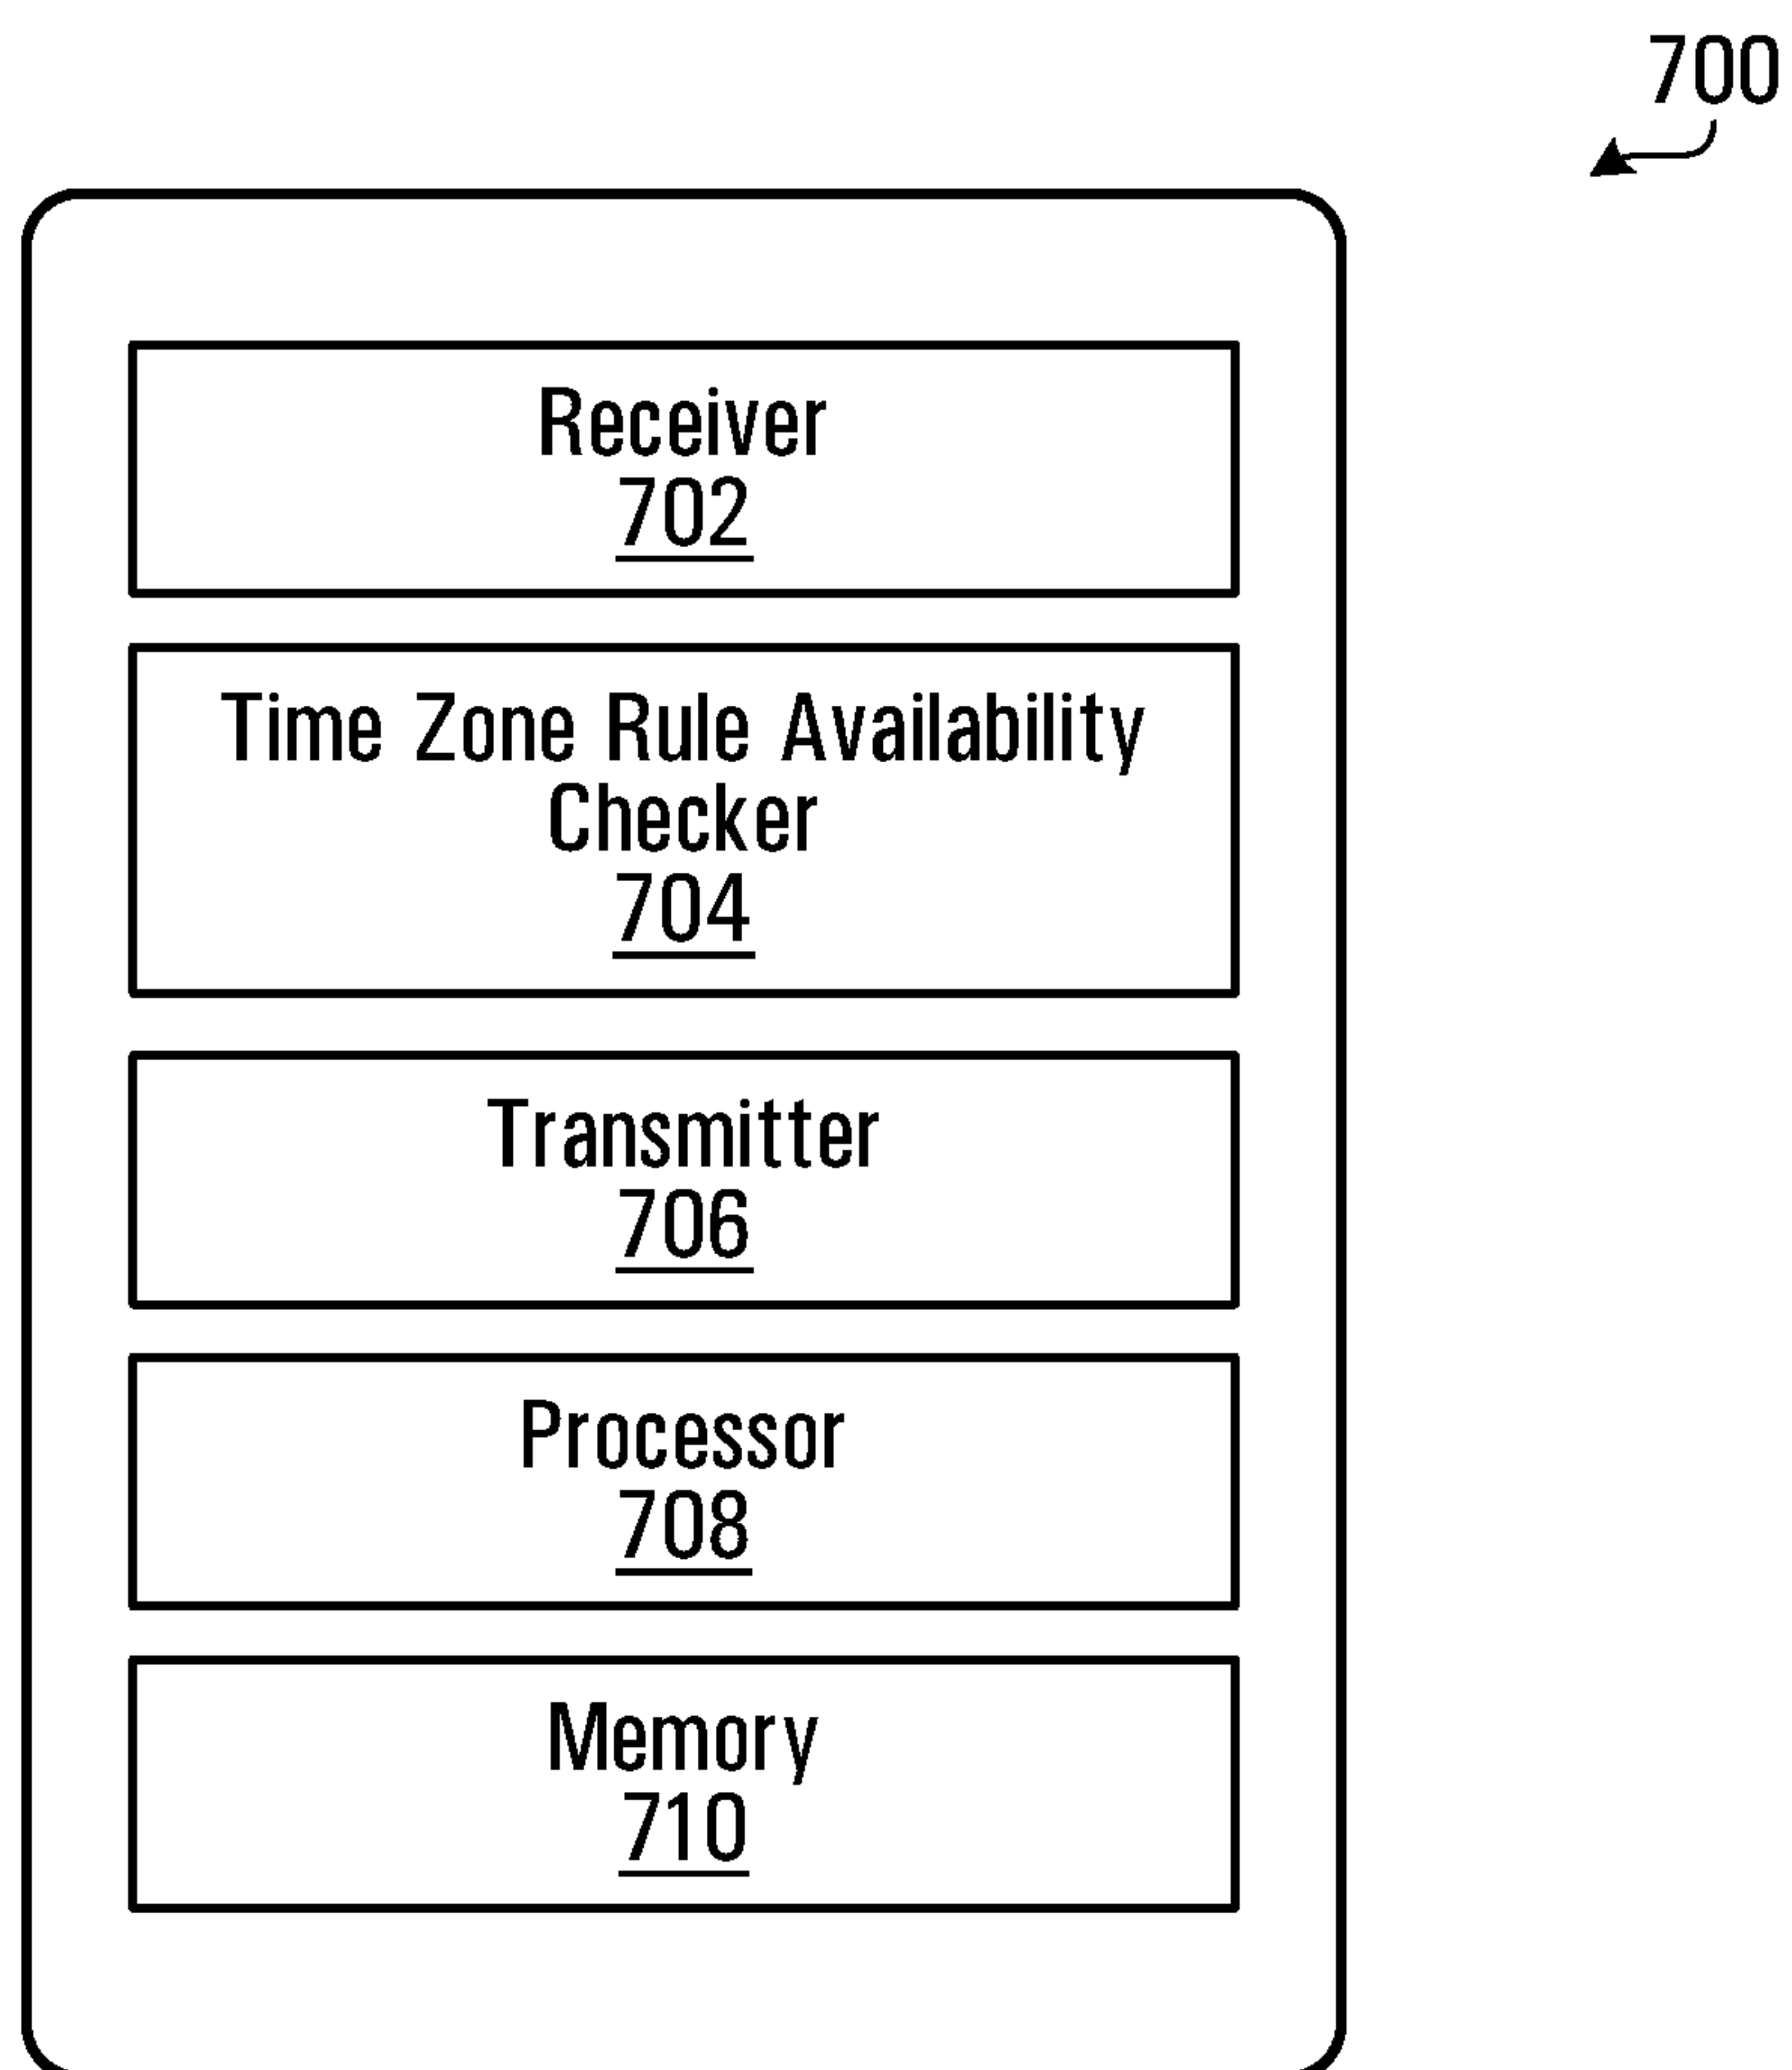 700
Receiver
702
Time Zone Rule Availability
Checker
704
Transmitter
706
Processor
708
Memory
710